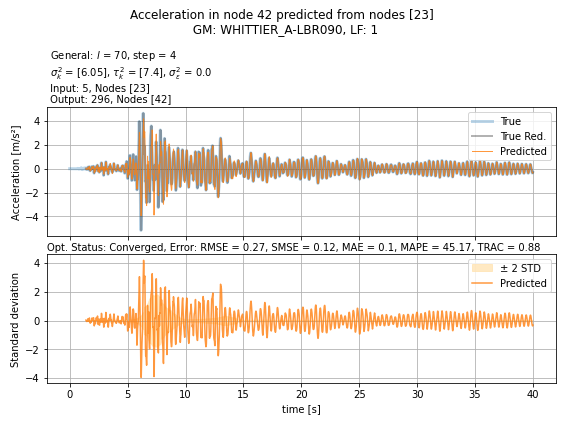 Acceleration in node 42 predicted from nodes [23]
GM: WHITTIER_A-LBR090, LF: 1
General: l = 70, step = 4
σ²ₖ = [6.05], τ²ₖ = [7.4], σ²ε = 0.0
Input: 5, Nodes [23]
Output: 296, Nodes [42]
Acceleration [m/s²]
4
2
0
−2
−4
True
True Red.
Predicted
Opt. Status: Converged, Error: RMSE = 0.27, SMSE = 0.12, MAE = 0.1, MAPE = 45.17, TRAC = 0.88
Standard deviation
4
2
0
−2
−4
± 2 STD
Predicted
0 5 10 15 20 25 30 35 40
time [s]